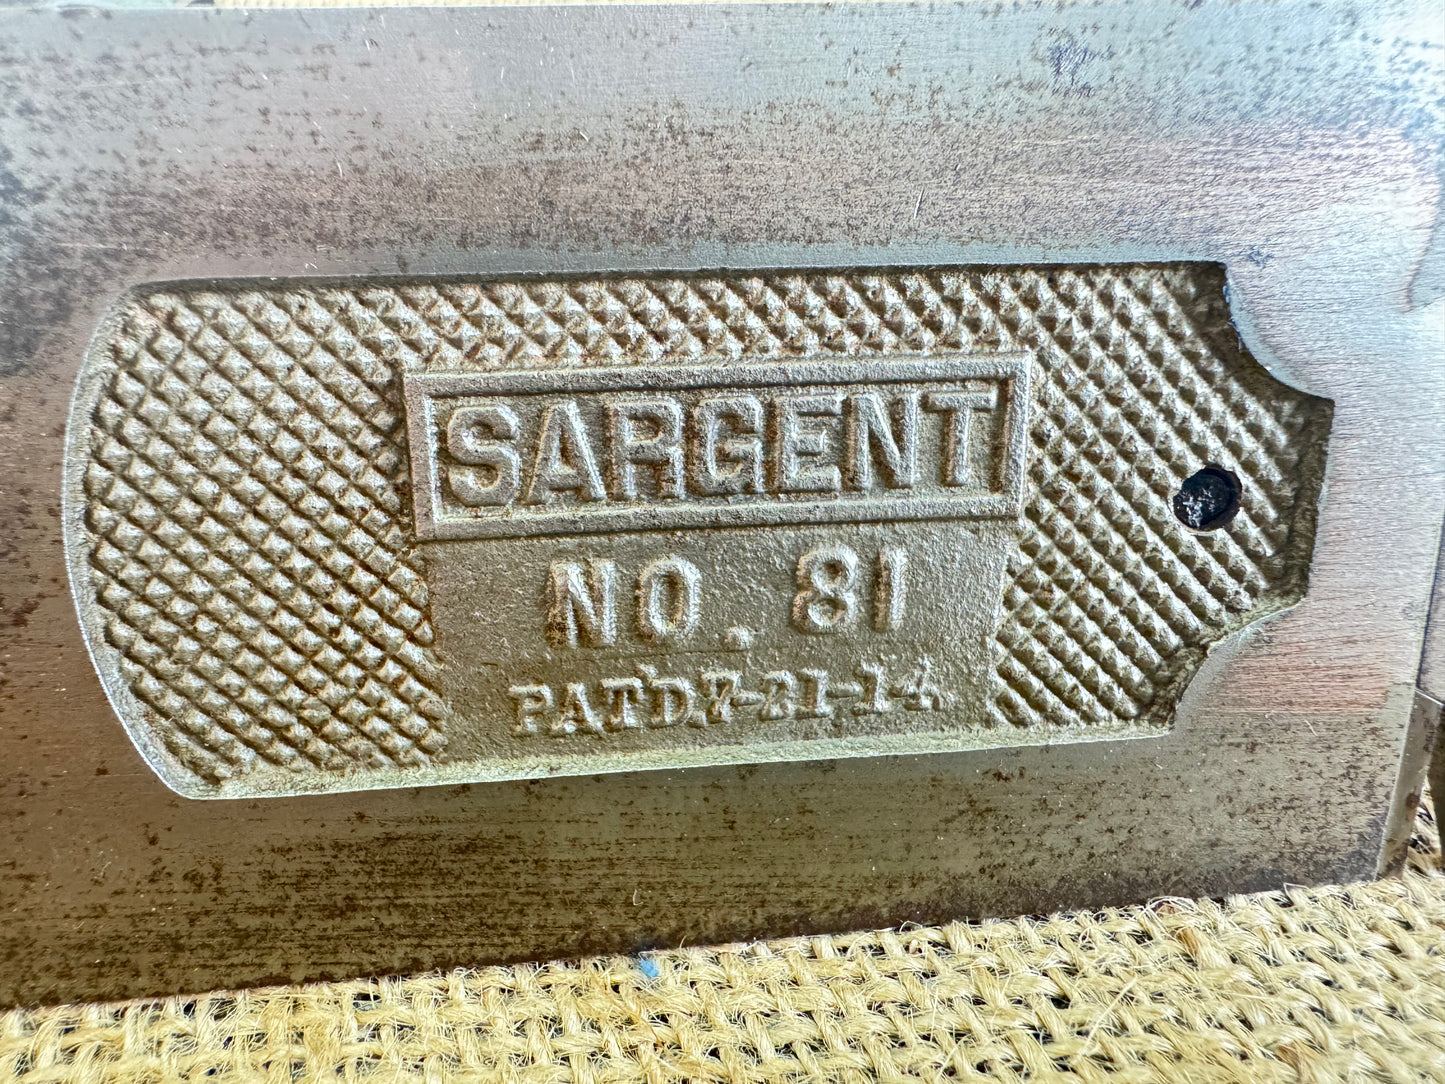 SARGENT
NO. 81
PAT'D 7-21-14.